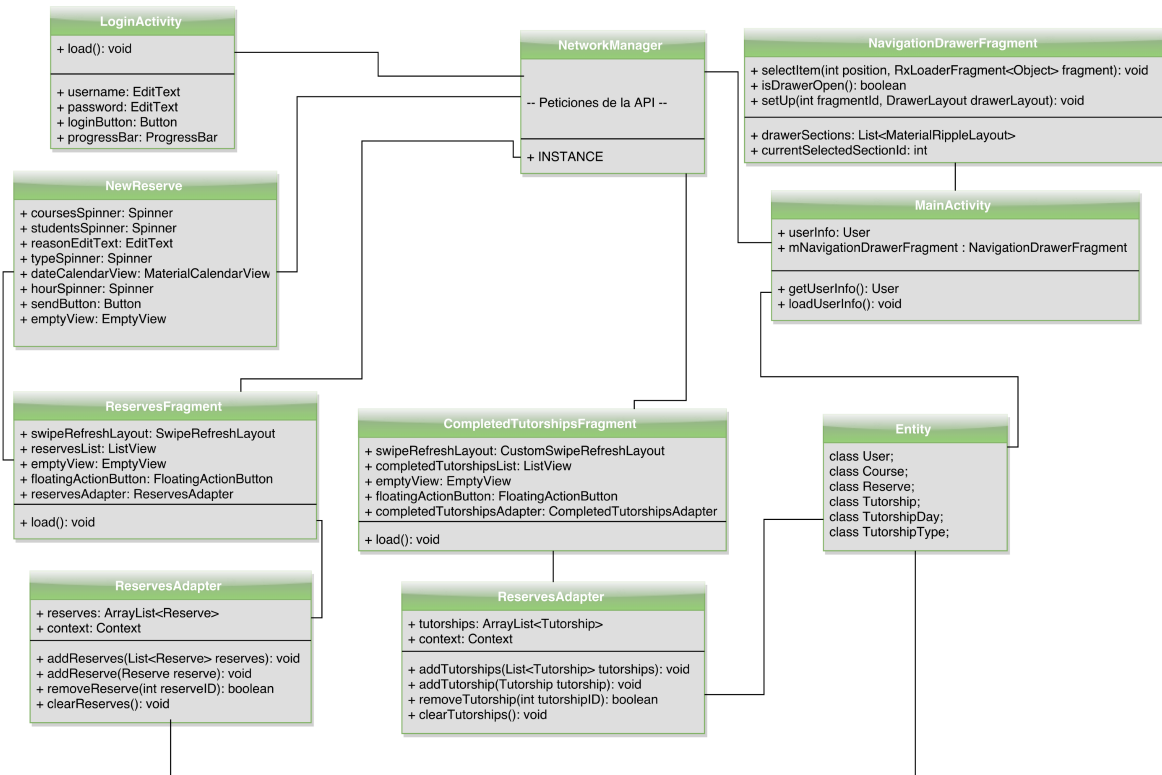 LoginActivity
+ load(): void
+ username: EditText
+ password: EditText
+ loginButton: Button
+ progressBar: ProgressBar
NetworkManager
-- Peticiones de la API --
+ INSTANCE
NavigationDrawerFragment
+ selectItem(int position, RxLoaderFragment<Object> fragment): void
+ isDrawerOpen(): boolean
+ setUp(int fragmentId, DrawerLayout drawerLayout): void
+ drawerSections: List<MaterialRippleLayout>
+ currentSelectedSectionId: int
NewReserve
+ coursesSpinner: Spinner
+ studentsSpinner: Spinner
+ reasonEditText: EditText
+ typeSpinner: Spinner
+ dateCalendarView: MaterialCalendarView
+ hourSpinner: Spinner
+ sendButton: Button
+ emptyView: EmptyView
MainActivity
+ userInfo: User
+ mNavigationDrawerFragment : NavigationDrawerFragment
+ getUserInfo(): User
+ loadUserInfo(): void
ReservesFragment
+ swipeRefreshLayout: SwipeRefreshLayout
+ reservesList: ListView
+ emptyView: EmptyView
+ floatingActionButton: FloatingActionButton
+ reservesAdapter: ReservesAdapter
+ load(): void
CompletedTutorshipsFragment
+ swipeRefreshLayout: CustomSwipeRefreshLayout
+ completedTutorshipsList: ListView
+ emptyView: EmptyView
+ floatingActionButton: FloatingActionButton
+ completedTutorshipsAdapter: CompletedTutorshipsAdapter
+ load(): void
Entity
class User;
class Course;
class Reserve;
class Tutorship;
class TutorshipDay;
class TutorshipType;
ReservesAdapter
+ reserves: ArrayList<Reserve>
+ context: Context
+ addReserves(List<Reserve> reserves): void
+ addReserve(Reserve reserve): void
+ removeReserve(int reserveID): boolean
+ clearReserves(): void
ReservesAdapter
+ tutorships: ArrayList<Tutorship>
+ context: Context
+ addTutorships(List<Tutorship> tutorships): void
+ addTutorship(Tutorship tutorship): void
+ removeTutorship(int tutorshipID): boolean
+ clearTutorships(): void